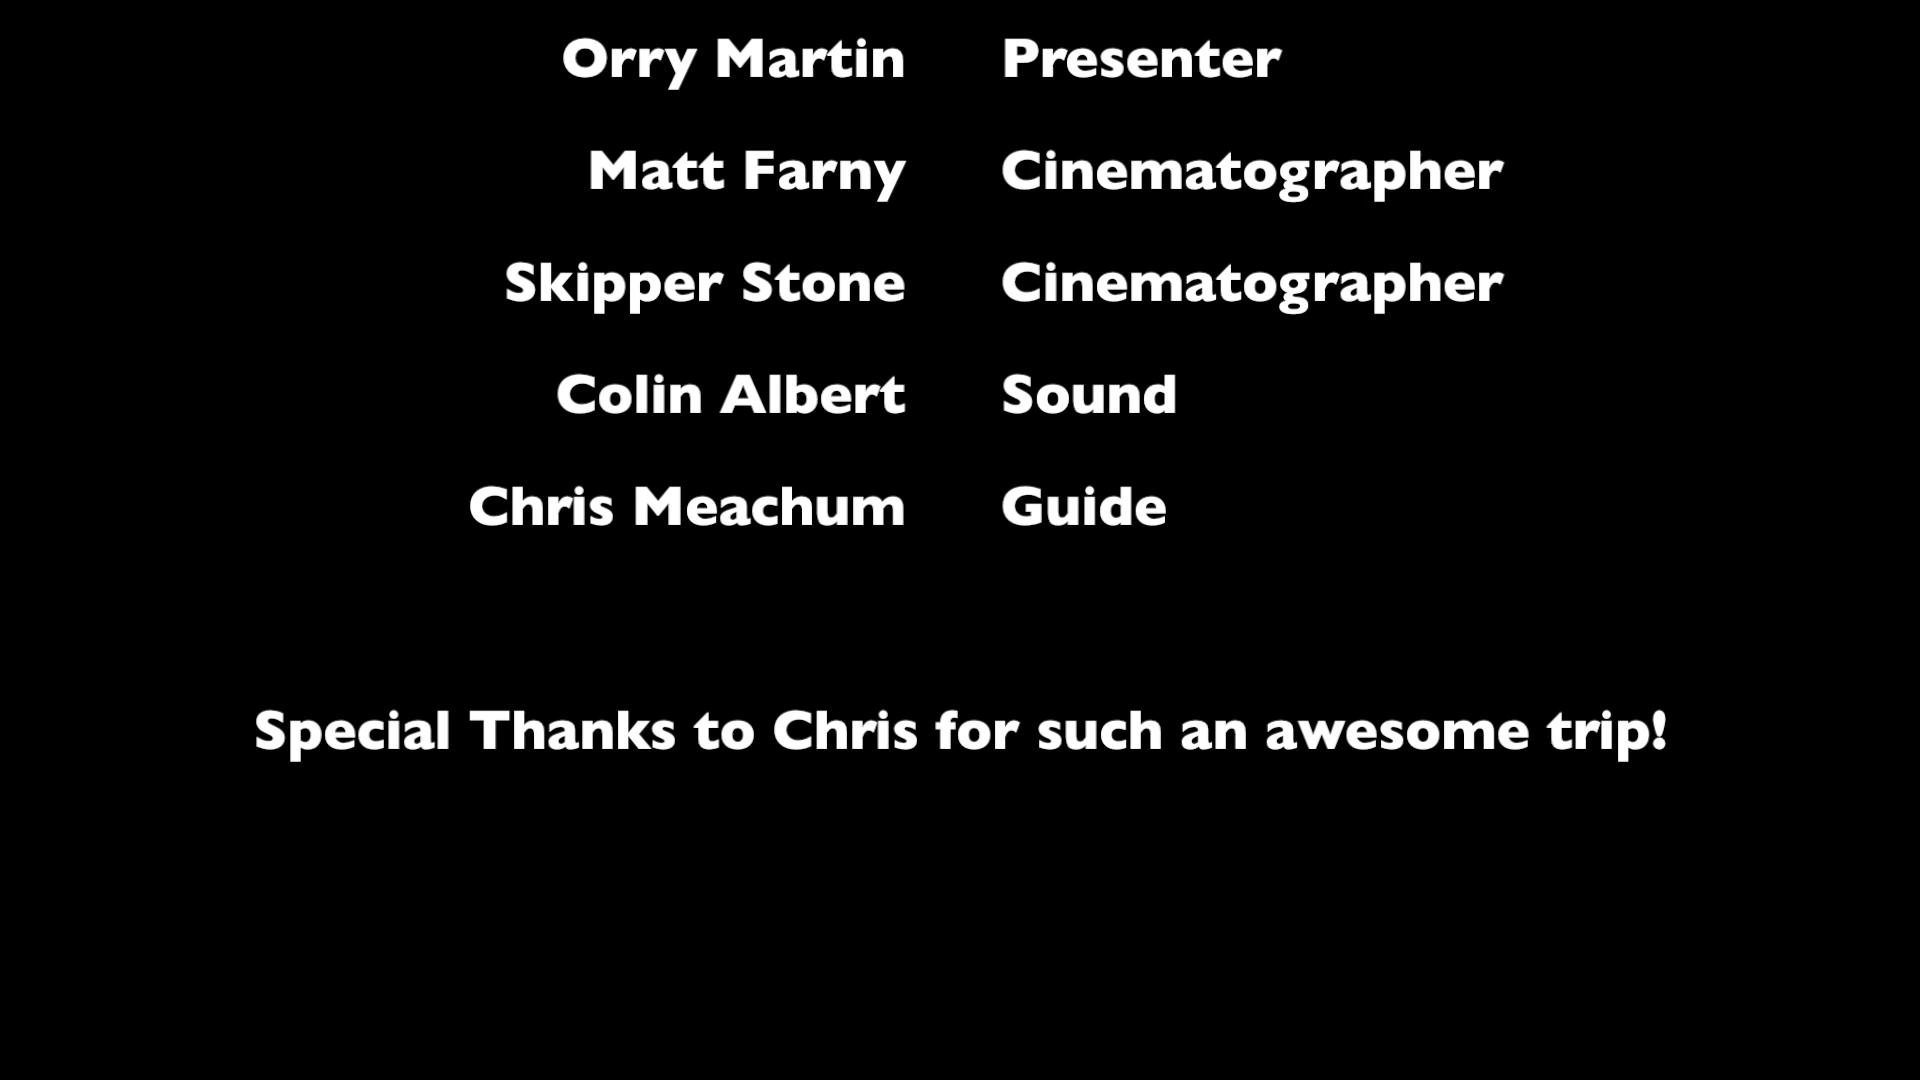 Orry Martin Presenter
Matt Farny Cinematographer
Skipper Stone Cinematographer
Colin Albert Sound
Chris Meachum Guide
Special Thanks to Chris for such an awesome trip!